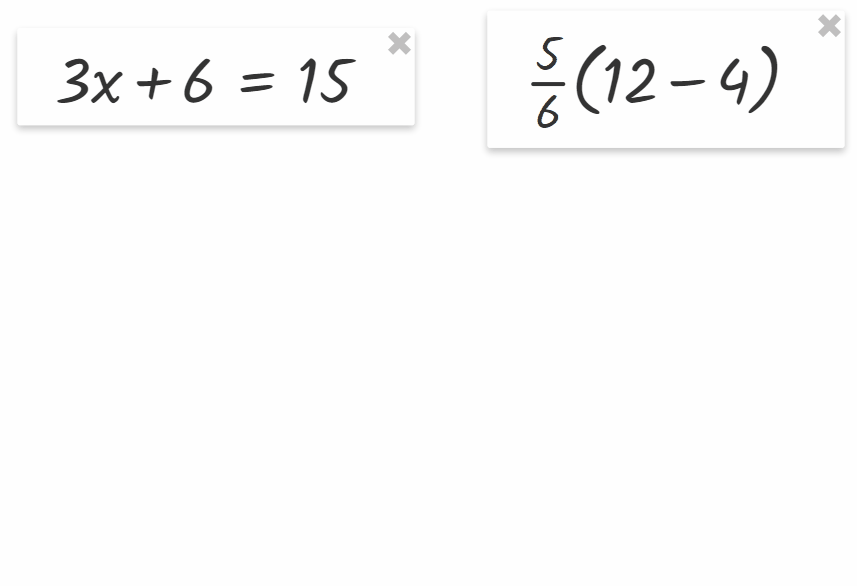 3x + 6 = 15
5/6(12 − 4)